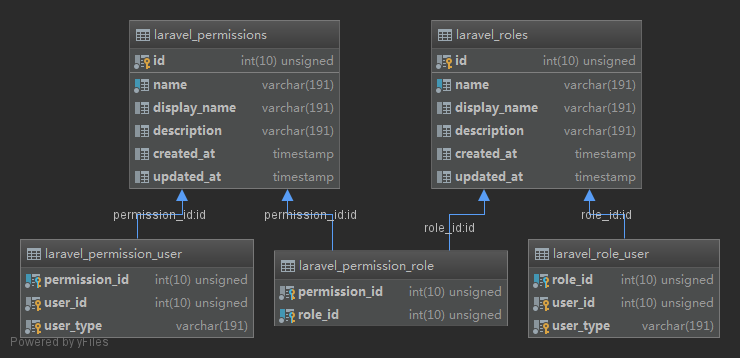 laravel_permissions
id int(10) unsigned
name varchar(191)
display_name varchar(191)
description varchar(191)
created_at timestamp
updated_at timestamp
laravel_roles
id int(10) unsigned
name varchar(191)
display_name varchar(191)
description varchar(191)
created_at timestamp
updated_at timestamp
permission_id:id
permission_id:id
role_id:id
role_id:id
laravel_permission_user
permission_id int(10) unsigned
user_id int(10) unsigned
user_type varchar(191)
laravel_permission_role
permission_id int(10) unsigned
role_id int(10) unsigned
laravel_role_user
role_id int(10) unsigned
user_id int(10) unsigned
user_type varchar(191)
Powered by yFiles